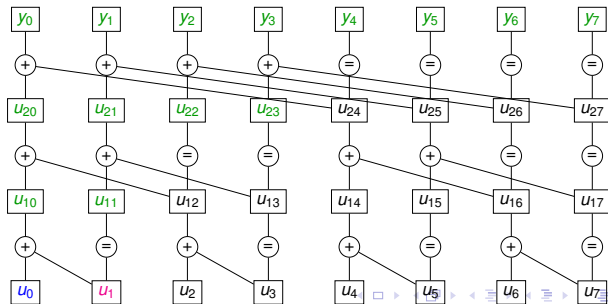 y0 y1 y2 y3 y4 y5 y6 y7
+ + + + = = = =
u20 u21 u22 u23 u24 u25 u26 u27
+ + = = + + = =
u10 u11 u12 u13 u14 u15 u16 u17
+ = + = + = + =
u0 u1 u2 u3 u4 u5 u6 u7